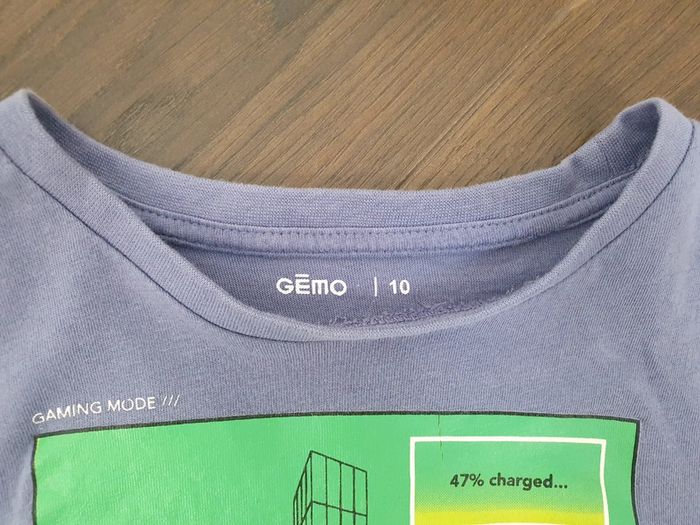 GĒMO | 10
GAMING MODE ///
47% charged...